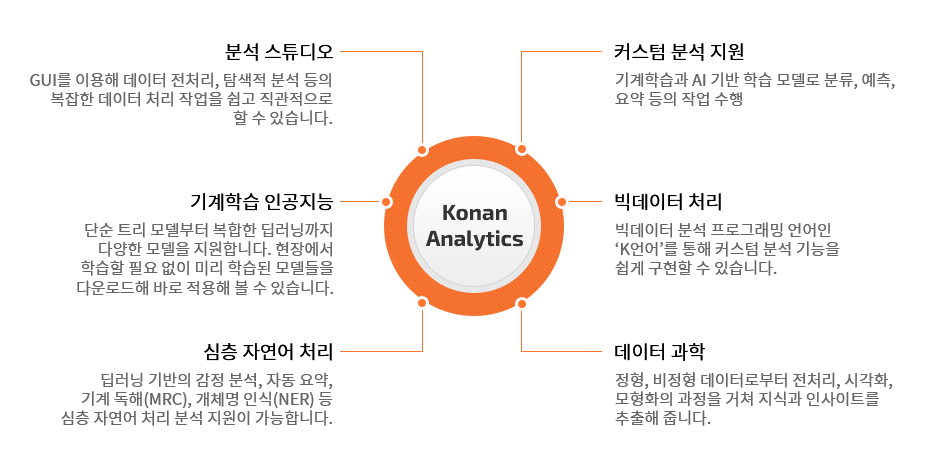 분석 스튜디오
GUI를 이용해 데이터 전처리, 탐색적 분석 등의
복잡한 데이터 처리 작업을 쉽고 직관적으로
할 수 있습니다.
기계학습 인공지능
단순 트리 모델부터 복합한 딥러닝까지
다양한 모델을 지원합니다. 현장에서
학습할 필요 없이 미리 학습된 모델들을
다운로드해 바로 적용해 볼 수 있습니다.
심층 자연어 처리
딥러닝 기반의 감정 분석, 자동 요약,
기계 독해(MRC), 개체명 인식(NER) 등
심층 자연어 처리 분석 지원이 가능합니다.
Konan
Analytics
커스텀 분석 지원
기계학습과 AI 기반 학습 모델로 분류, 예측,
요약 등의 작업 수행
빅데이터 처리
빅데이터 분석 프로그래밍 언어인
‘K언어’를 통해 커스텀 분석 기능을
쉽게 구현할 수 있습니다.
데이터 과학
정형, 비정형 데이터로부터 전처리, 시각화,
모형화의 과정을 거쳐 지식과 인사이트를
추출해 줍니다.